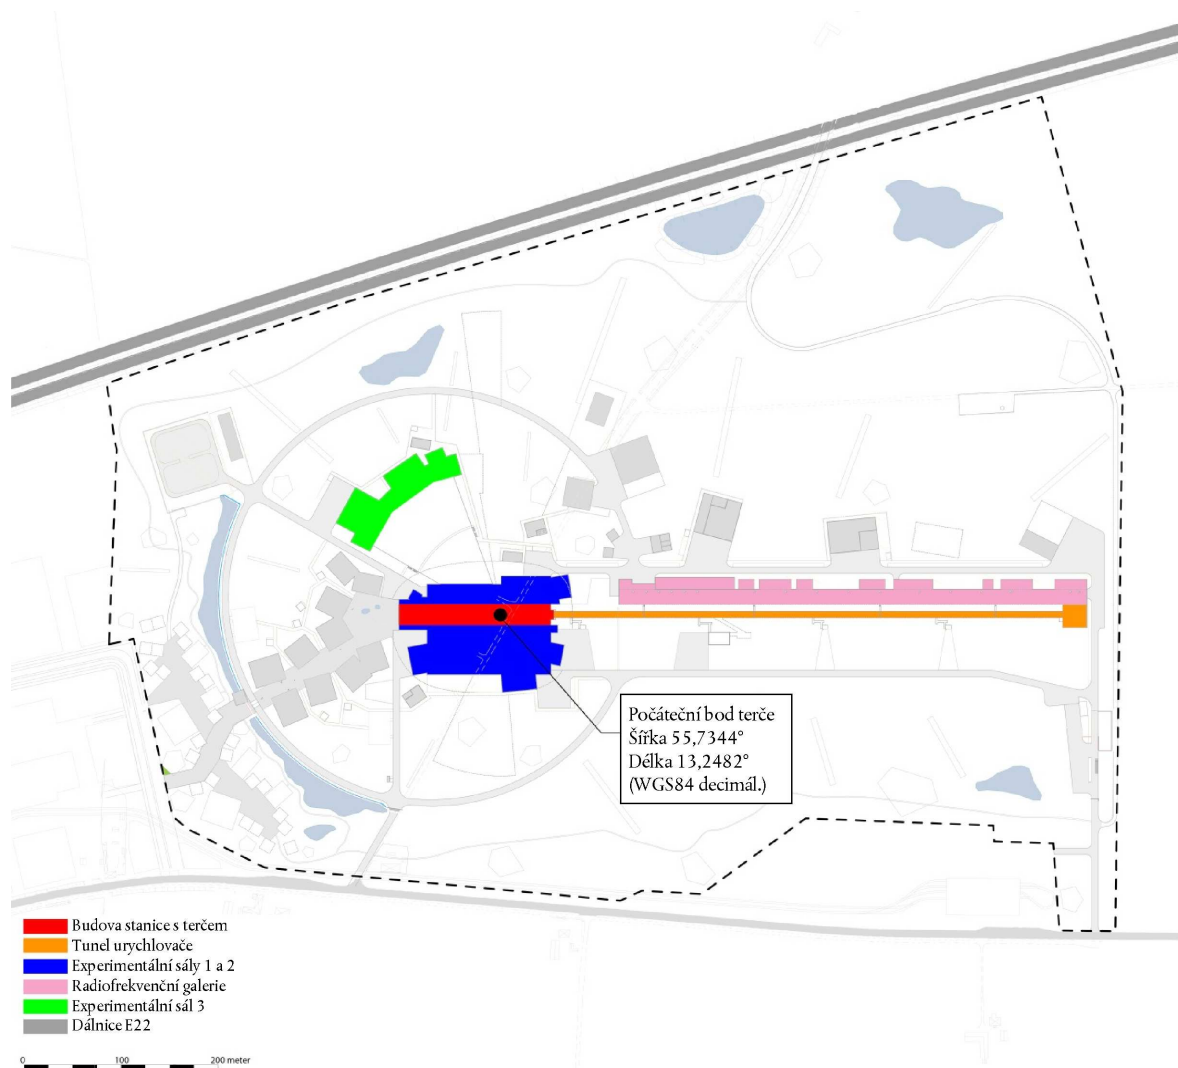 Počáteční bod terče
Šířka 55,7344°
Délka 13,2482°
(WGS84 decimál.)
Budova stanice s terčem
Tunel urychlovače
Experimentální sály 1 a 2
Radiofrekvenční galerie
Experimentální sál 3
Dálnice E22
0 100 200 meter